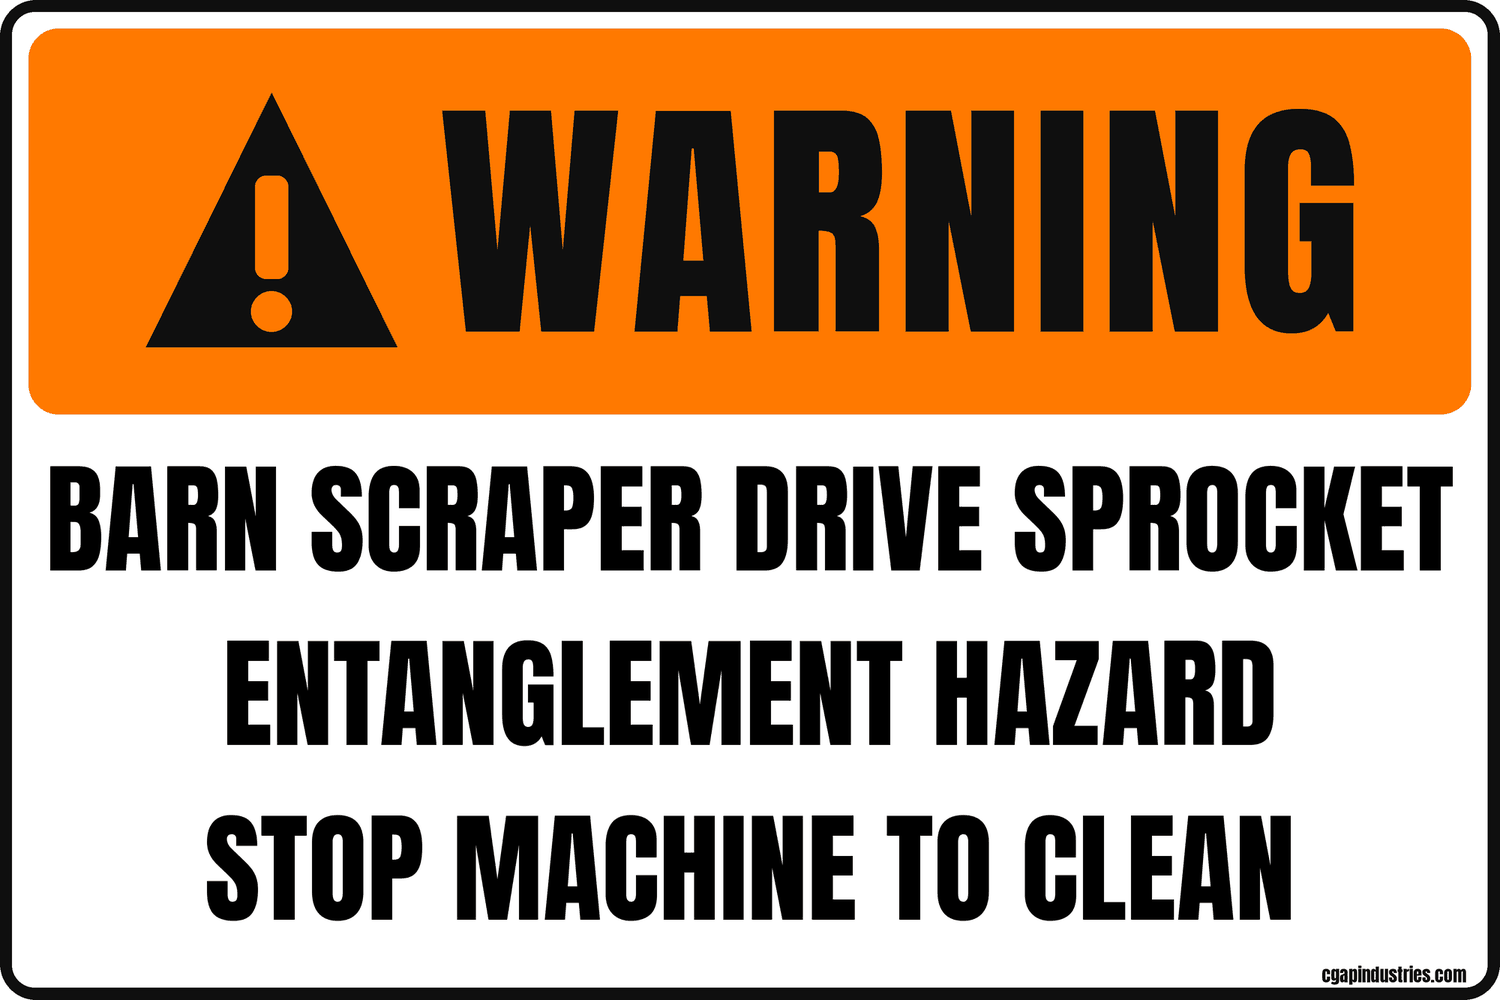 WARNING
BARN SCRAPER DRIVE SPROCKET
ENTANGLEMENT HAZARD
STOP MACHINE TO CLEAN
cgapindustries.com